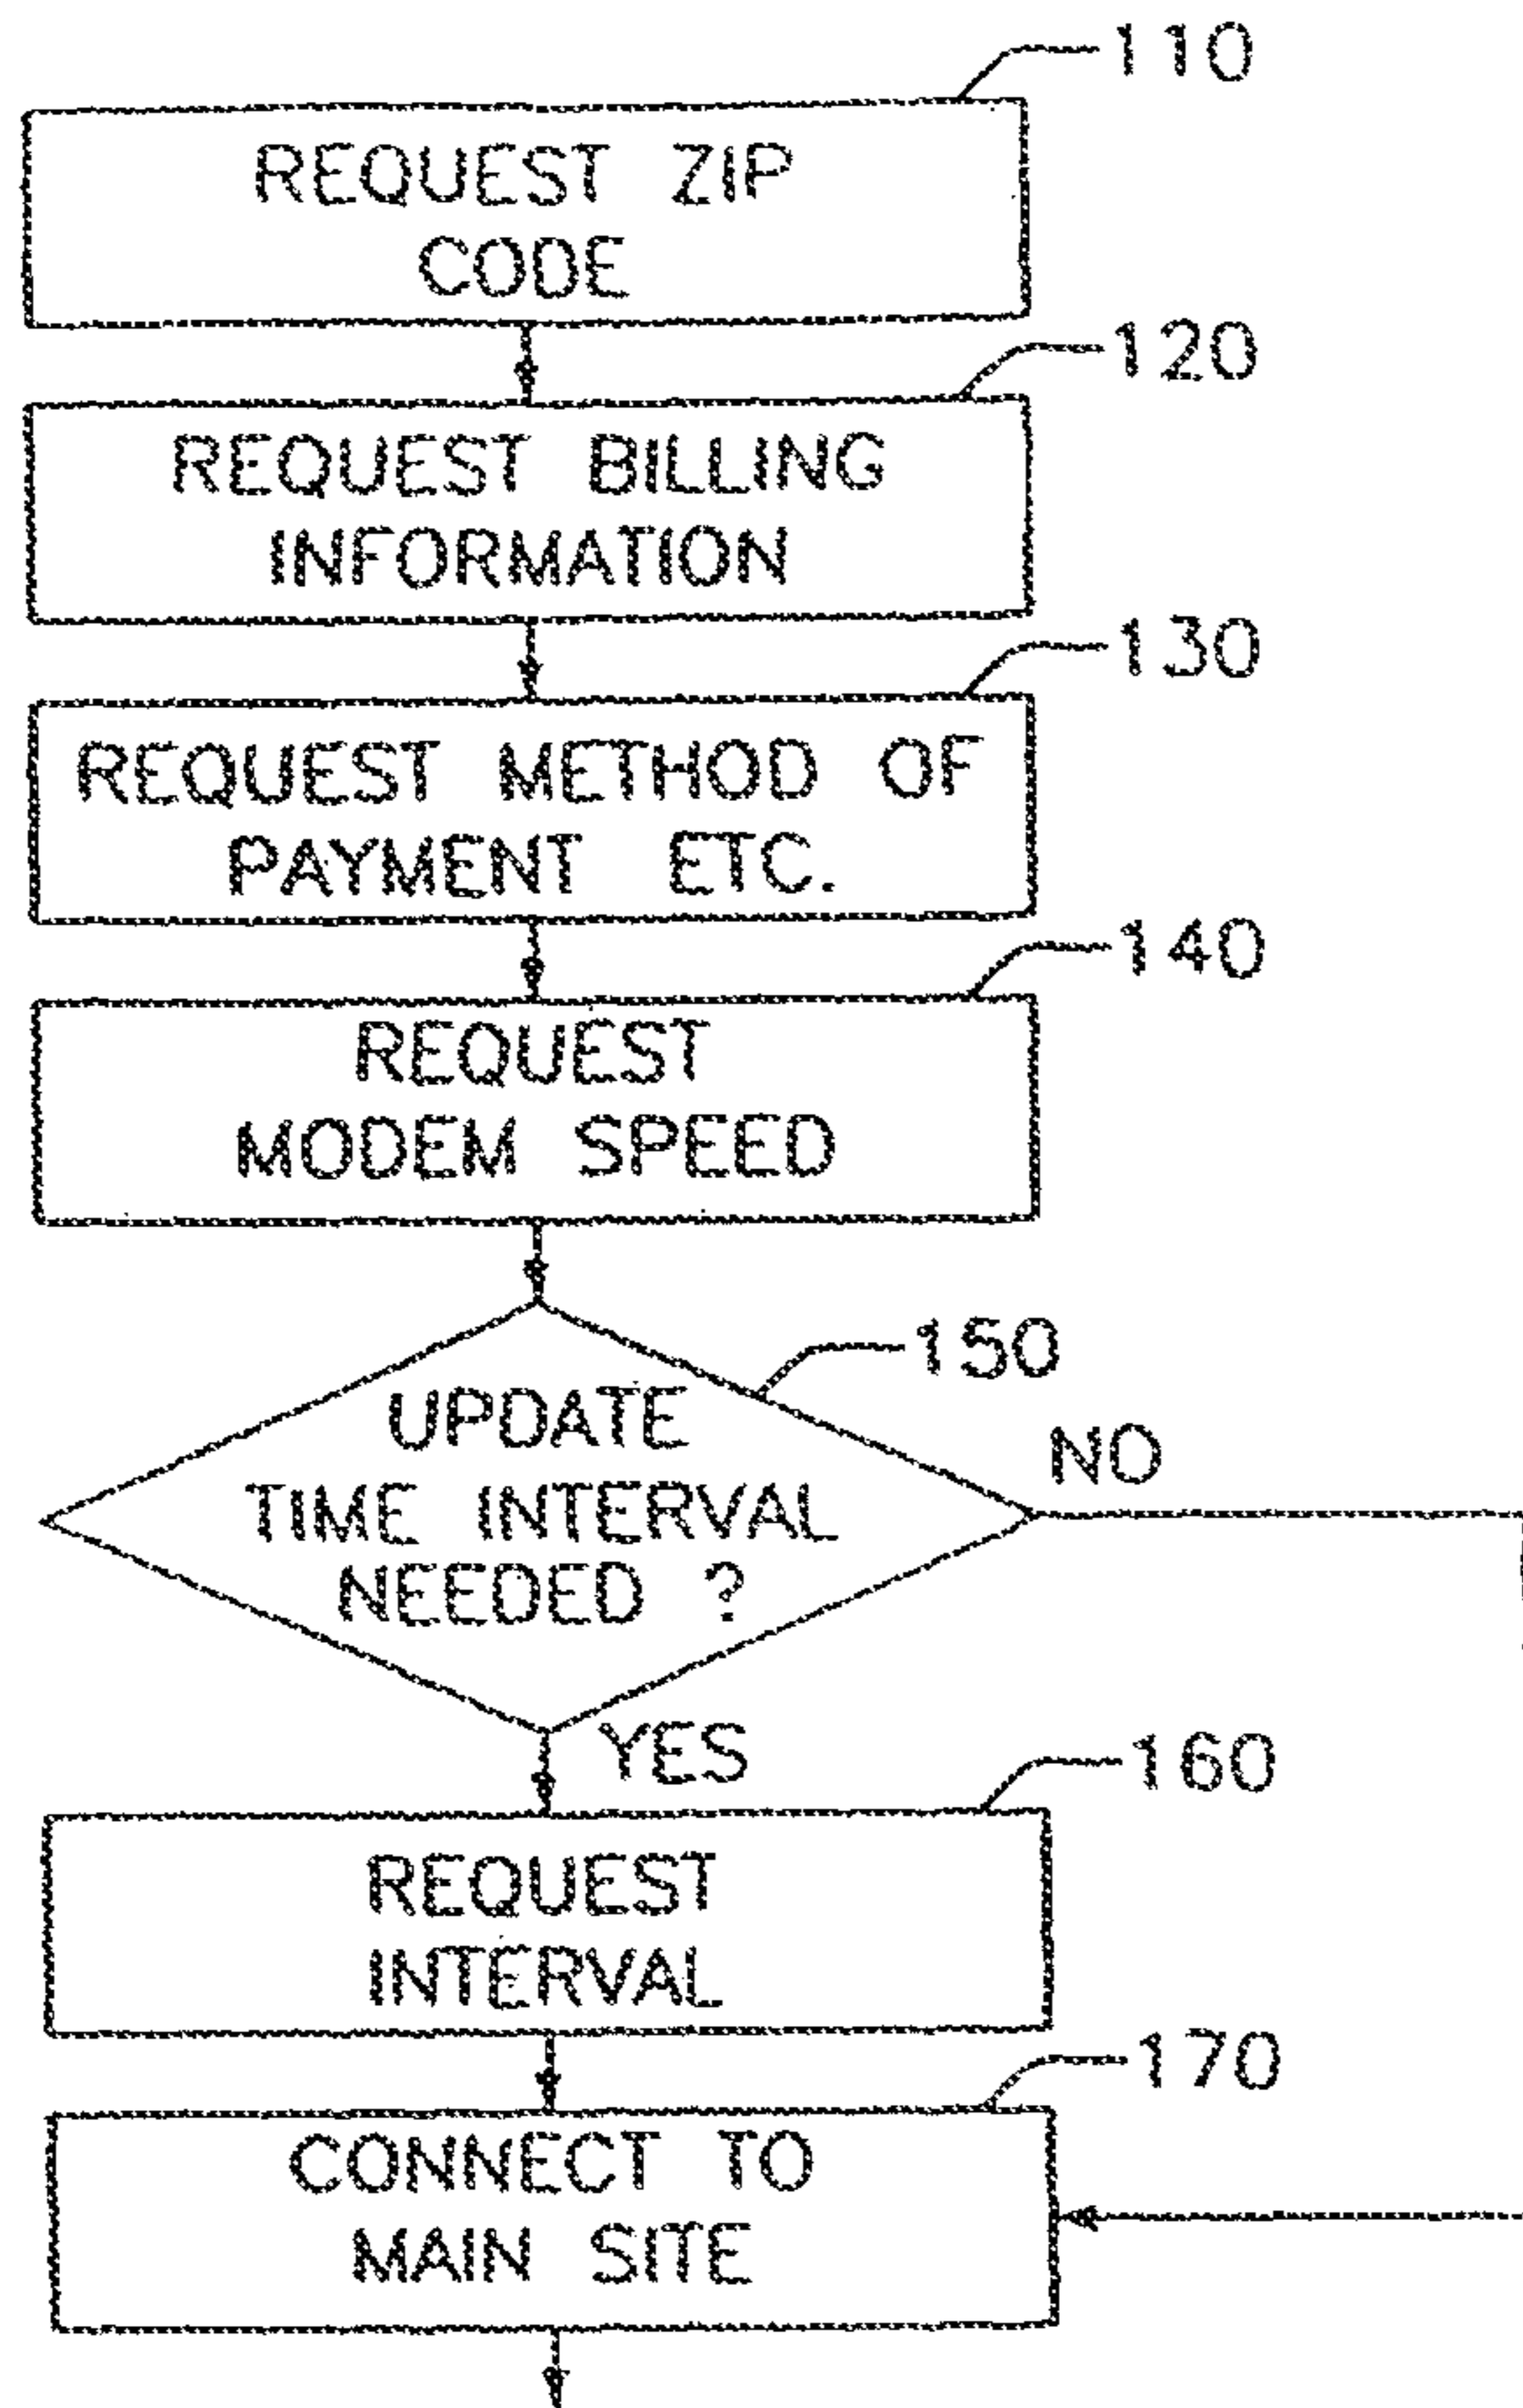 110
REQUEST ZIP
CODE
120
REQUEST BILLING
INFORMATION
130
REQUEST METHOD OF
PAYMENT ETC.
140
REQUEST
MODEM SPEED
150
UPDATE
TIME INTERVAL
NEEDED ?
NO
YES
160
REQUEST
INTERVAL
170
CONNECT TO
MAIN SITE